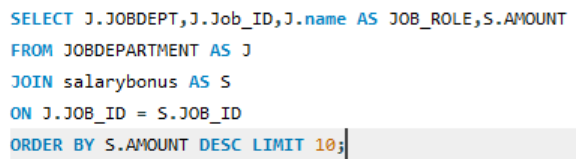 SELECT J.JOBDEPT,J.Job_ID,J.name AS JOB_ROLE,S.AMOUNT
FROM JOBDEPARTMENT AS J
JOIN salarybonus AS S
ON J.JOB_ID = S.JOB_ID
ORDER BY S.AMOUNT DESC LIMIT 10;